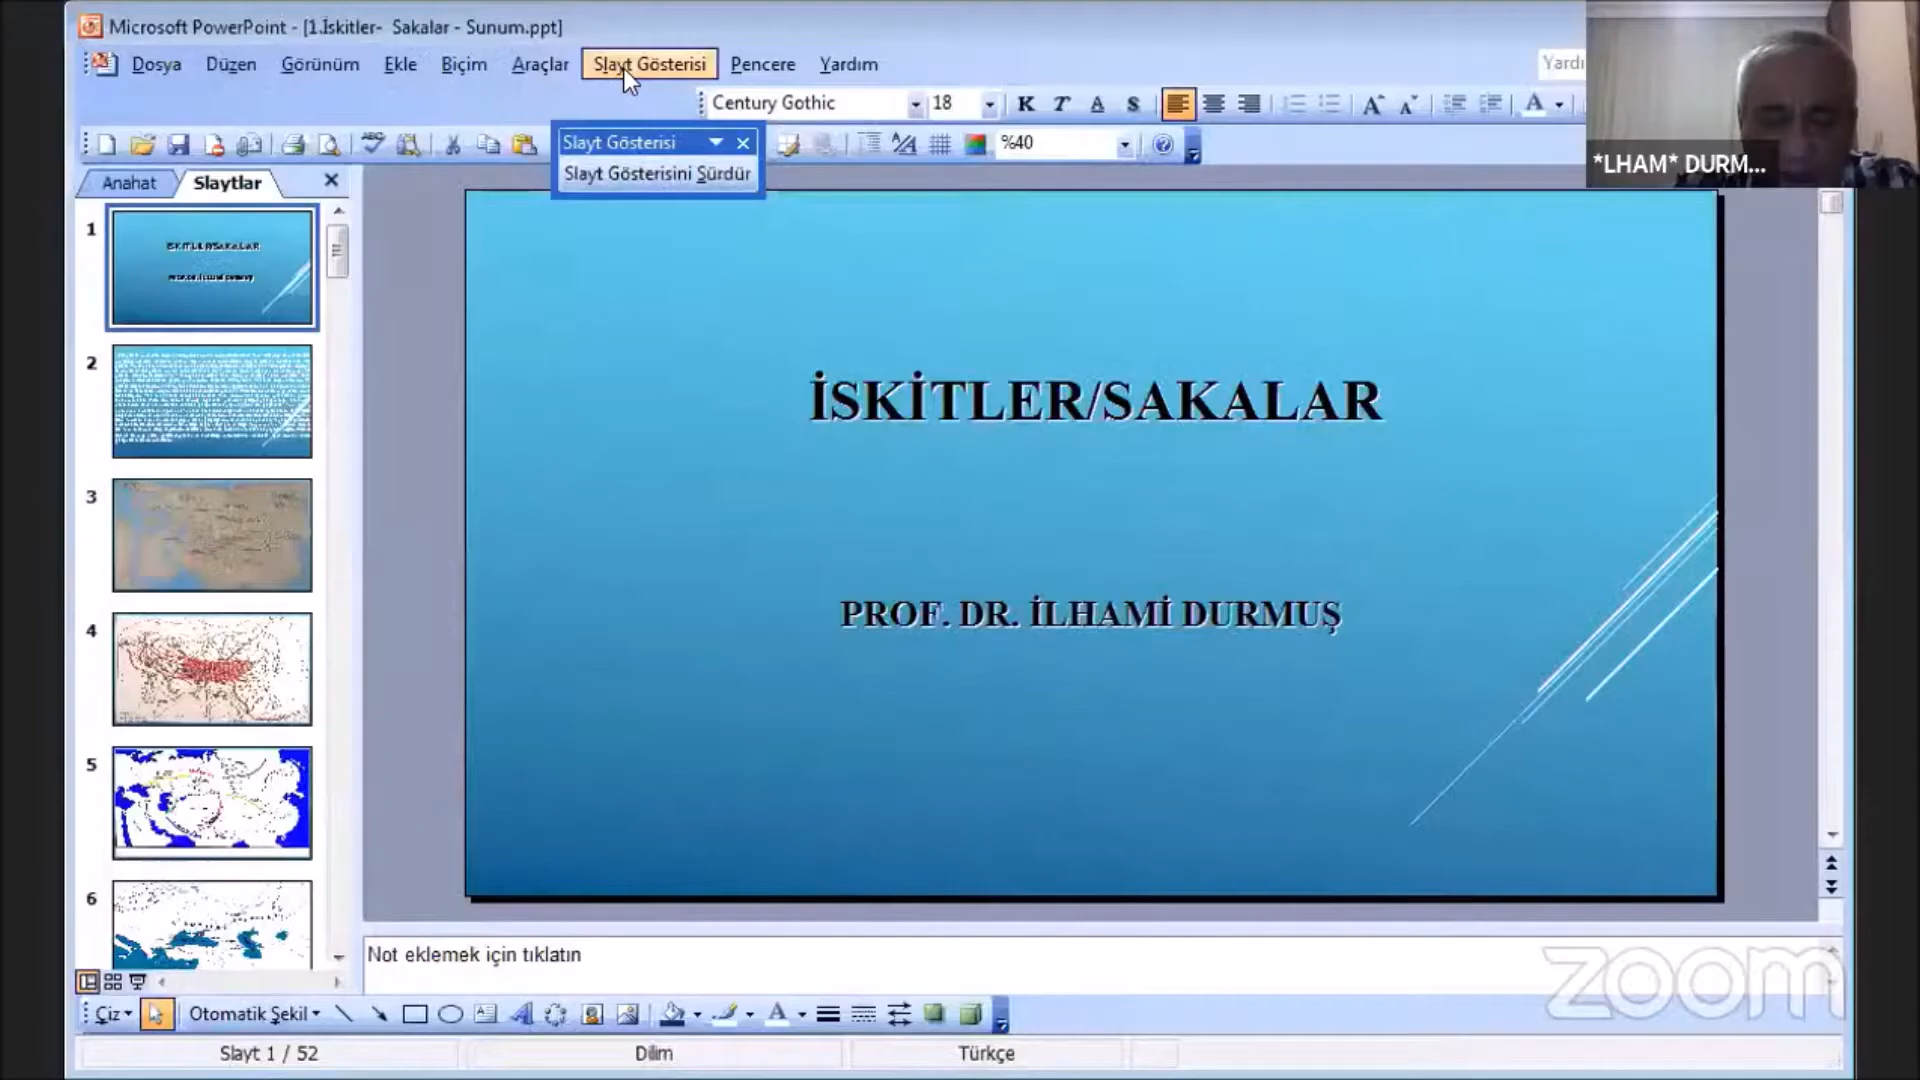 Microsoft PowerPoint - [1.İskitler- Sakalar - Sunum.ppt]
Dosya Düzen Görünüm Ekle Biçim Araçlar Slayt Gösterisi Pencere Yardım Yardı
Century Gothic 18 K T A S
Slayt Gösterisi
%40
Slayt Gösterisini Sürdür
*LHAM* DURM...
Anahat Slaytlar
1
2
3
4
5
6
İSKİTLER/SAKALAR
PROF. DR. İLHAMİ DURMUŞ
Not eklemek için tıklatın
zoom
Çiz Otomatik Şekil
Slayt 1 / 52 Dilim Türkçe